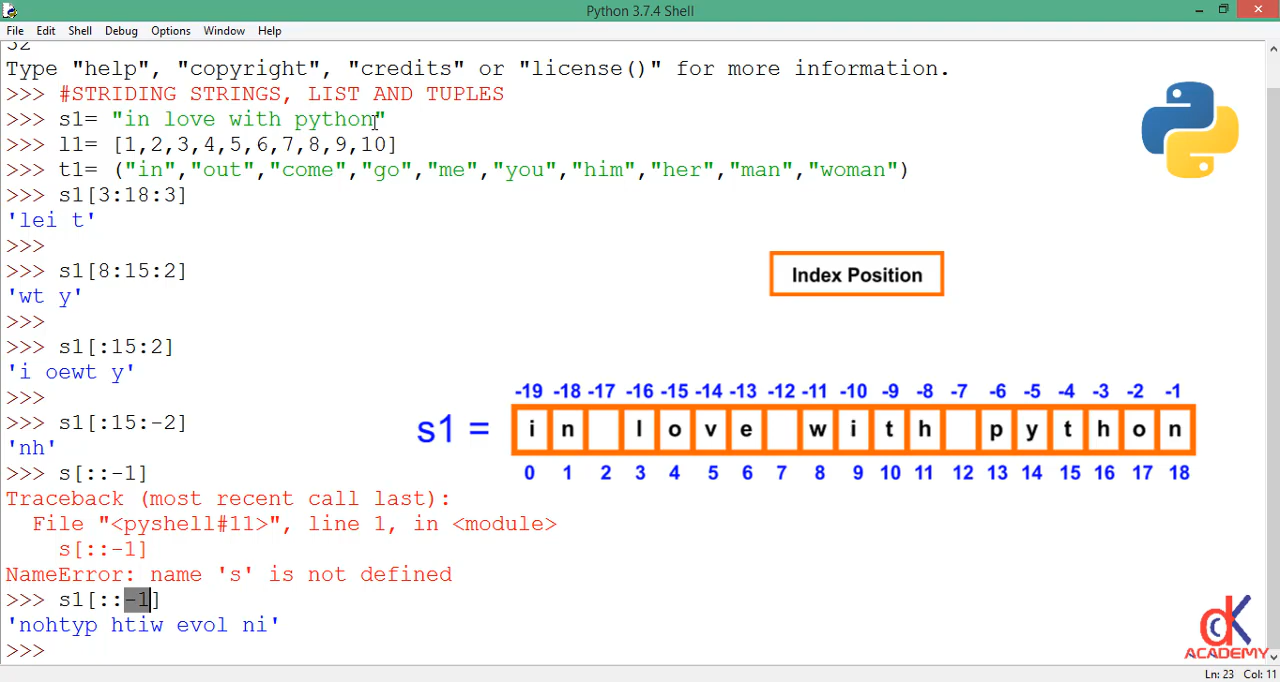 Python 3.7.4 Shell
File Edit Shell Debug Options Window Help
32
Type "help", "copyright", "credits" or "license()" for more information.
>>> #STRIDING STRINGS, LIST AND TUPLES
>>> s1= "in love with python"
>>> l1= [1,2,3,4,5,6,7,8,9,10]
>>> t1= ("in","out","come","go","me","you","him","her","man","woman")
>>> s1[3:18:3]
'lei t'
>>>
>>> s1[8:15:2]
'wt y'
>>>
>>> s1[:15:2]
'i oewt y'
>>>
>>> s1[:15:-2]
'nh'
>>> s[::-1]
Traceback (most recent call last):
File "<pyshell#11>", line 1, in <module>
s[::-1]
NameError: name 's' is not defined
>>> s1[::-1]
'nohtyp htiw evol ni'
>>>
Index Position
-19 -18 -17 -16 -15 -14 -13 -12 -11 -10 -9 -8 -7 -6 -5 -4 -3 -2 -1
s1 = i n l o v e w i t h p y t h o n
0 1 2 3 4 5 6 7 8 9 10 11 12 13 14 15 16 17 18
dK
ACADEMY
Ln: 23 Col: 11